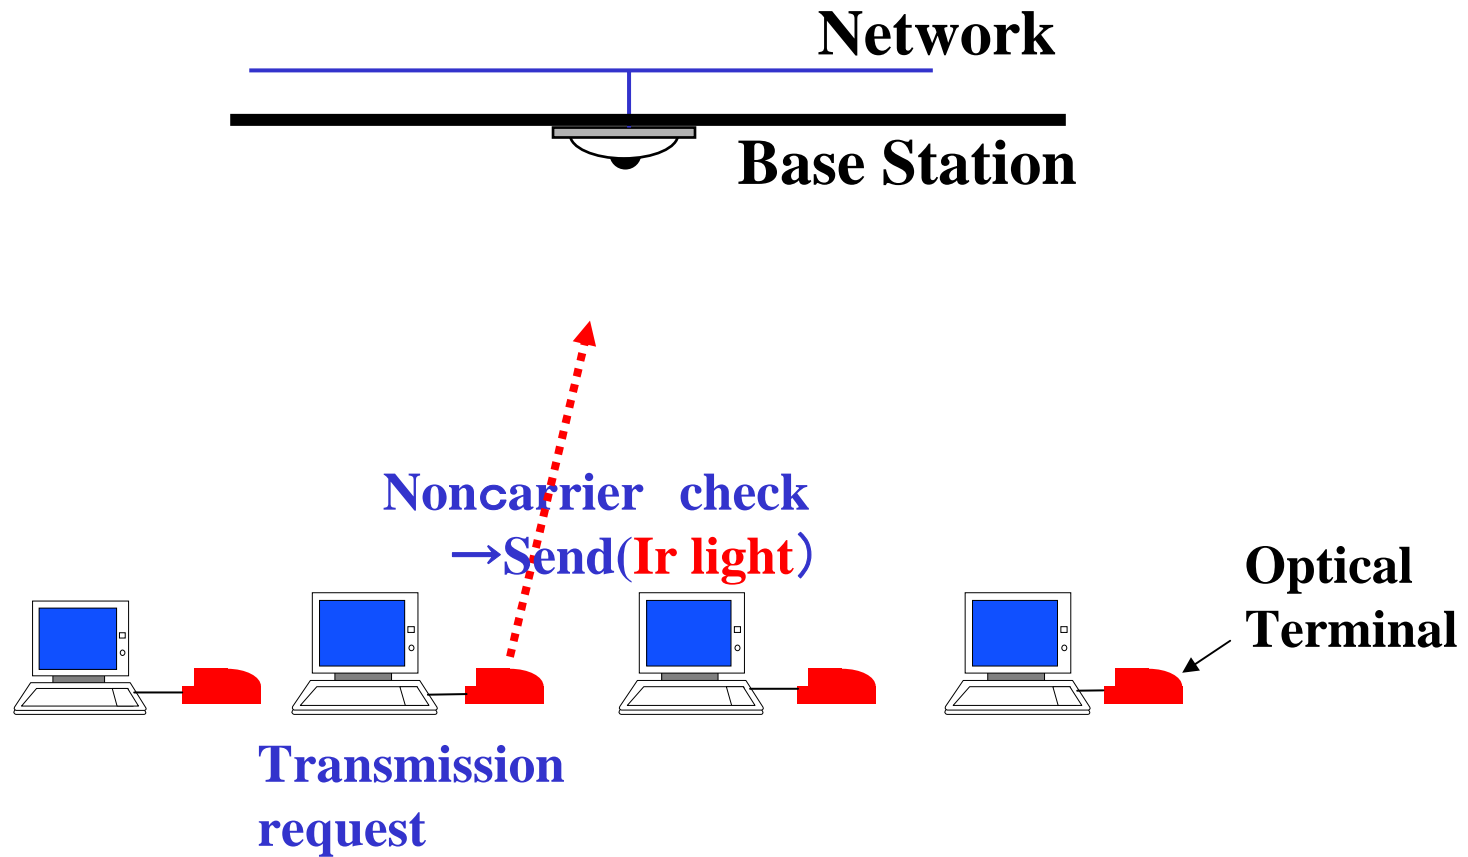 Network
Base Station
Noncarrier check
→Send(Ir light）
Optical
Terminal
Transmission
request